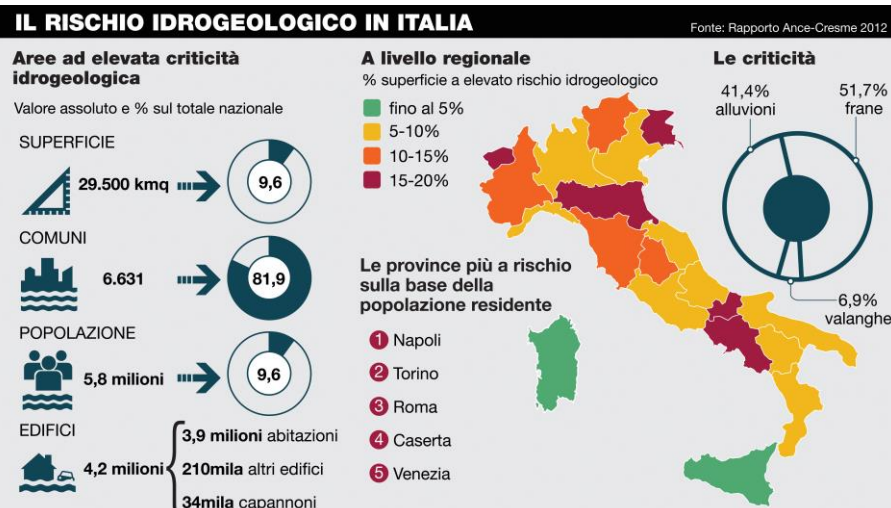 IL RISCHIO IDROGEOLOGICO IN ITALIA
Fonte: Rapporto Ance-Cresme 2012
Aree ad elevata criticità
idrogeologica
Valore assoluto e % sul totale nazionale
SUPERFICIE
29.500 kmq
9,6
COMUNI
6.631
81,9
POPOLAZIONE
5,8 milioni
9,6
EDIFICI
4,2 milioni
3,9 milioni abitazioni
210mila altri edifici
34mila capannoni
A livello regionale
% superficie a elevato rischio idrogeologico
fino al 5%
5-10%
10-15%
15-20%
Le province più a rischio
sulla base della
popolazione residente
1 Napoli
2 Torino
3 Roma
4 Caserta
5 Venezia
Le criticità
41,4%
alluvioni
51,7%
frane
6,9%
valanghe